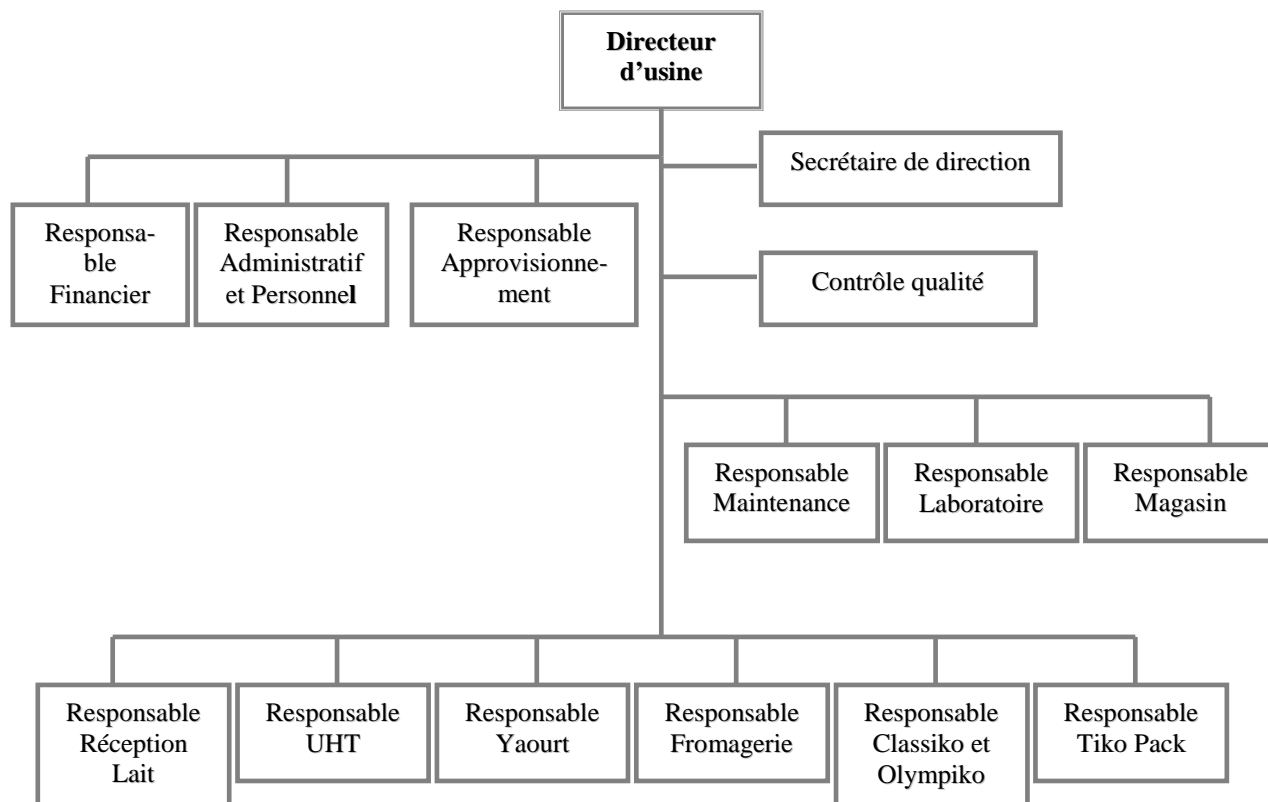 Directeur
d’usine
Secrétaire de direction
Responsa-
ble
Financier
Responsable
Administratif
et Personnel
Responsable
Approvisionne-
ment
Contrôle qualité
Responsable
Maintenance
Responsable
Laboratoire
Responsable
Magasin
Responsable
Réception
Lait
Responsable
UHT
Responsable
Yaourt
Responsable
Fromagerie
Responsable
Classiko et
Olympiko
Responsable
Tiko Pack